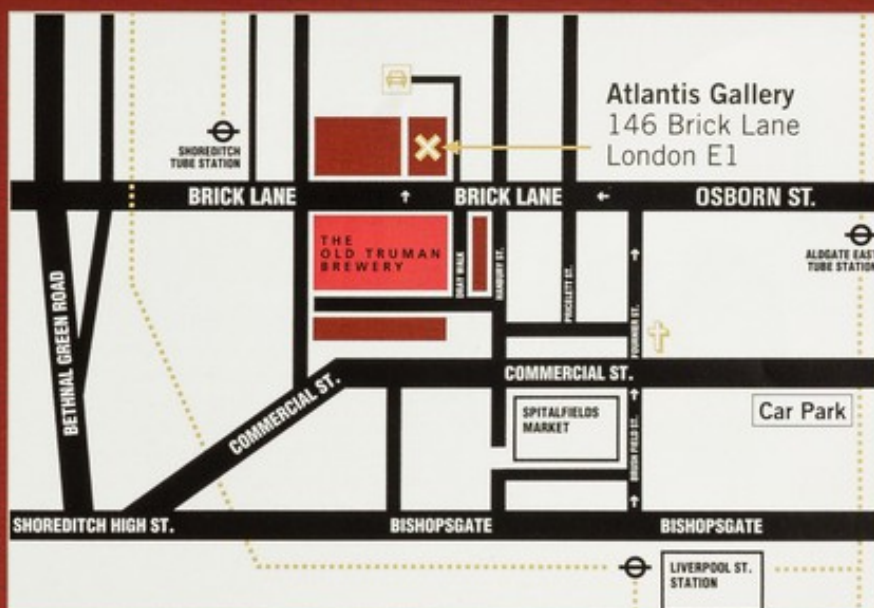 Atlantis Gallery
146 Brick Lane
London E1
SHOREDITCH
TUBE STATION
BRICK LANE
BRICK LANE
OSBORN ST.
THE
OLD TRUMAN
BREWERY
DRAY WALK
HANBURY ST.
PRICELETT ST.
FOURNIER ST.
ALDGATE EAST
TUBE STATION
BETHNAL GREEN ROAD
COMMERCIAL ST.
COMMERCIAL ST.
SPITALFIELDS
MARKET
BRUSH FIELD ST.
Car Park
SHOREDITCH HIGH ST.
BISHOPSGATE
BISHOPSGATE
LIVERPOOL ST.
STATION